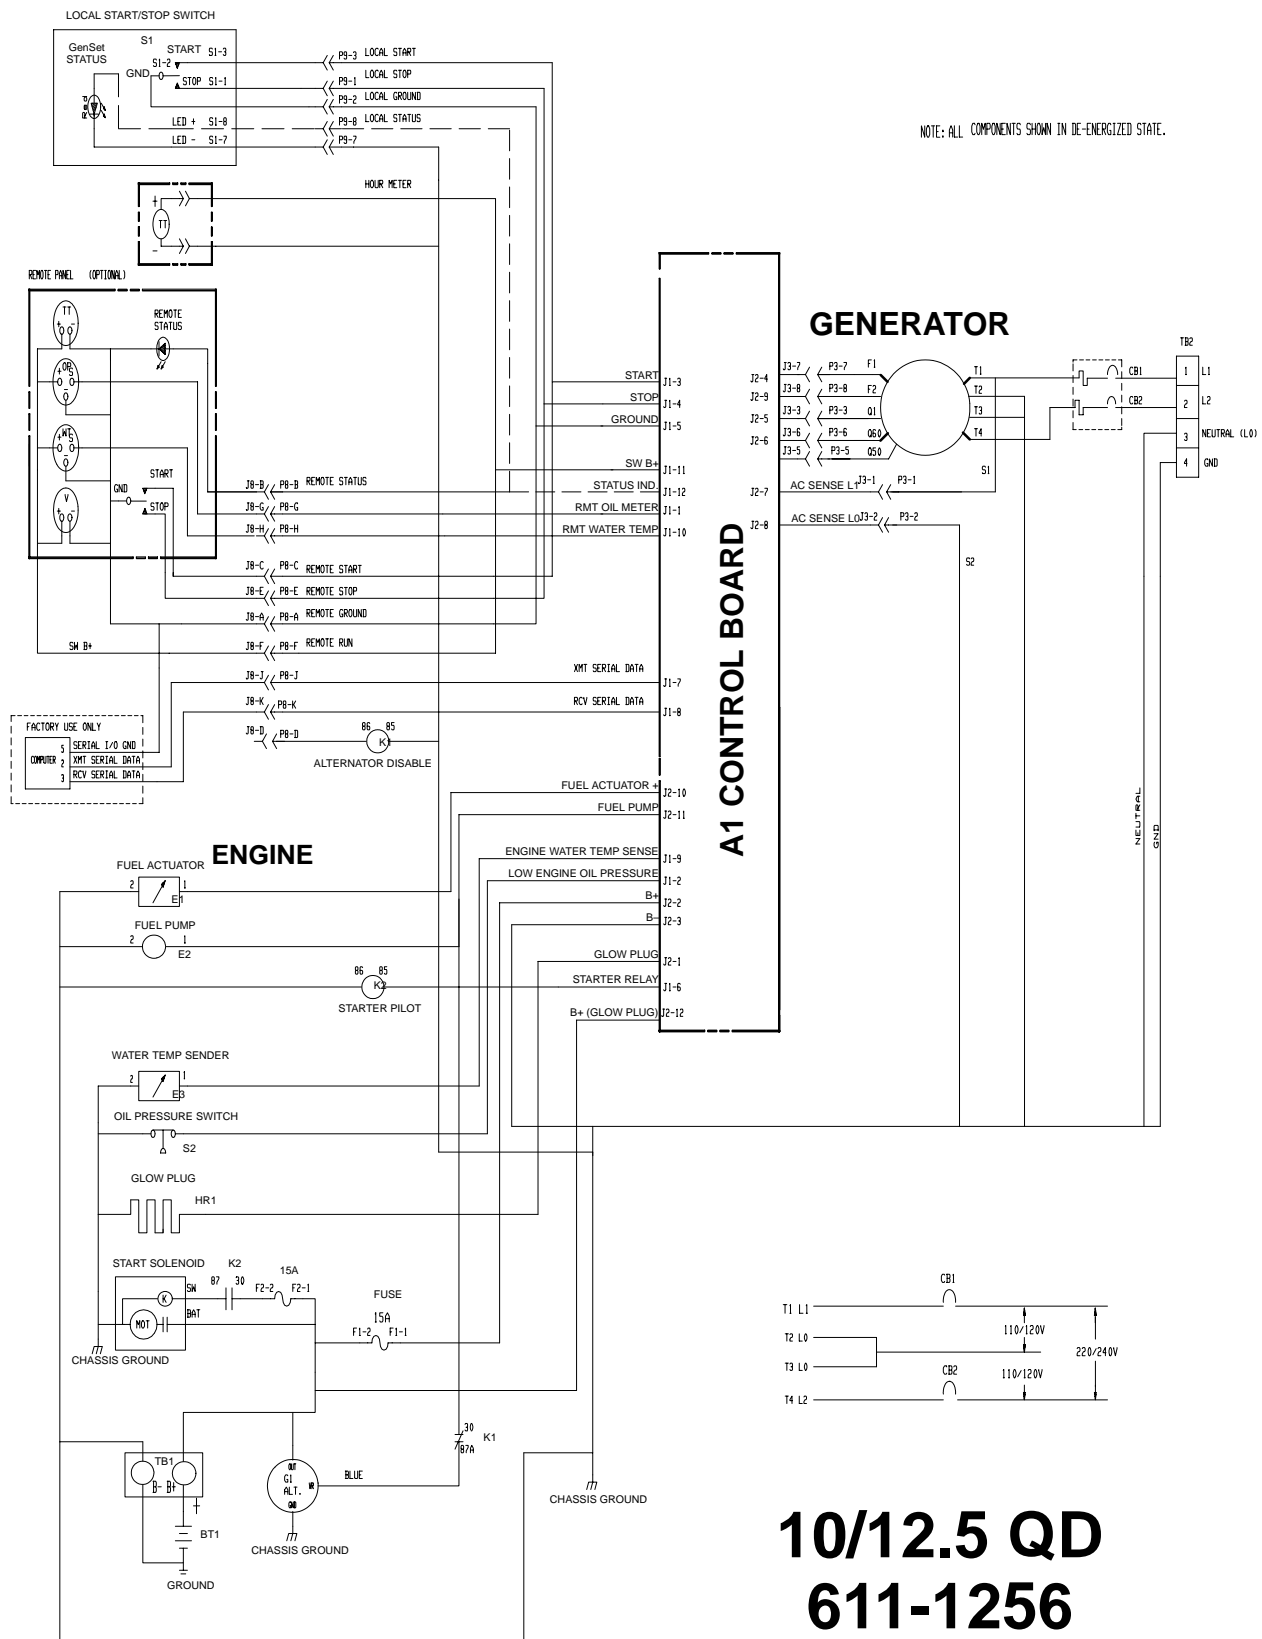 LOCAL START/STOP SWITCH
GenSet
STATUS
S1
START S1-3
S1-2
GND
STOP S1-1
Red
LED + S1-8
LED - S1-7
P9-3 LOCAL START
P9-1 LOCAL STOP
P9-2 LOCAL GROUND
P9-8 LOCAL STATUS
P9-7
NOTE: ALL COMPONENTS SHOWN IN DE-ENERGIZED STATE.
HOUR METER
+
TT
-
REMOTE PANEL (OPTIONAL)
TT
+ -
REMOTE
STATUS
OP
+ S
-
WT
+ S
-
V
+ -
START
GND
STOP
J8-B P8-B REMOTE STATUS
J8-G P8-G
J8-H P8-H
J8-C P8-C REMOTE START
J8-E P8-E REMOTE STOP
J8-A P8-A REMOTE GROUND
SW B+
J8-F P8-F REMOTE RUN
J8-J P8-J
J8-K P8-K
J8-D P8-D
86 85
K1
ALTERNATOR DISABLE
FACTORY USE ONLY
COMPUTER
5 SERIAL I/O GND
2 XMT SERIAL DATA
3 RCV SERIAL DATA
START J1-3
STOP J1-4
GROUND J1-5
SW B+ J1-11
STATUS IND. J1-12
RMT OIL METER J1-1
RMT WATER TEMP J1-10
XMT SERIAL DATA J1-7
RCV SERIAL DATA J1-8
FUEL ACTUATOR + J2-10
FUEL PUMP J2-11
ENGINE WATER TEMP SENSE J1-9
LOW ENGINE OIL PRESSURE J1-2
B+ J2-2
B- J2-3
GLOW PLUG J2-1
STARTER RELAY J1-6
B+ (GLOW PLUG) J2-12
A1 CONTROL BOARD
GENERATOR
J2-4 J3-7 P3-7 F1
J2-9 J3-8 P3-8 F2
J2-5 J3-3 P3-3 Q1
J2-6 J3-6 P3-6 Q60
J3-5 P3-5 Q50
J2-7 AC SENSE L1 J3-1 P3-1
J2-8 AC SENSE L0 J3-2 P3-2
T1
T2
T3
T4
S1
S2
CB1
CB2
TB2
1 L1
2 L2
3 NEUTRAL (L0)
4 GND
NEUTRAL
GND
ENGINE
FUEL ACTUATOR
2 1
E1
FUEL PUMP
2 1
E2
86 85
K2
STARTER PILOT
WATER TEMP SENDER
2 1
E3
OIL PRESSURE SWITCH
S2
GLOW PLUG
HR1
START SOLENOID
K2
15A
SW
87 30
F2-2 F2-1
K
BAT
MOT
FUSE
15A
F1-2 F1-1
CHASSIS GROUND
30
K1
87A
TB1
B- B+
+
BT1
GROUND
OUT
G1
ALT.
VR
GND
BLUE
CHASSIS GROUND
CHASSIS GROUND
CB1
T1 L1
110/120V
T2 L0
220/240V
T3 L0
CB2
110/120V
T4 L2
10/12.5 QD
611-1256